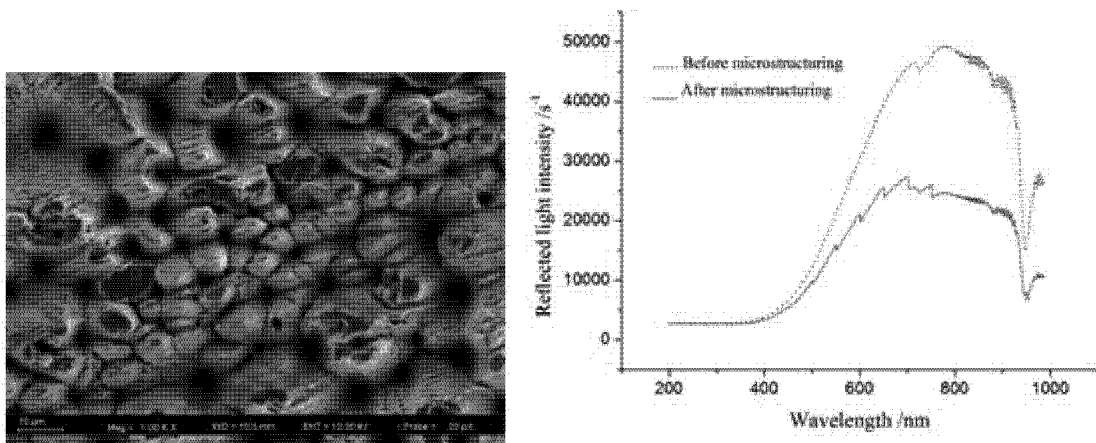 50000
40000
30000
20000
10000
0
Reflected light intensity /s⁻¹
Before microstructuring
After microstructuring
200
400
600
800
1000
Wavelength /nm